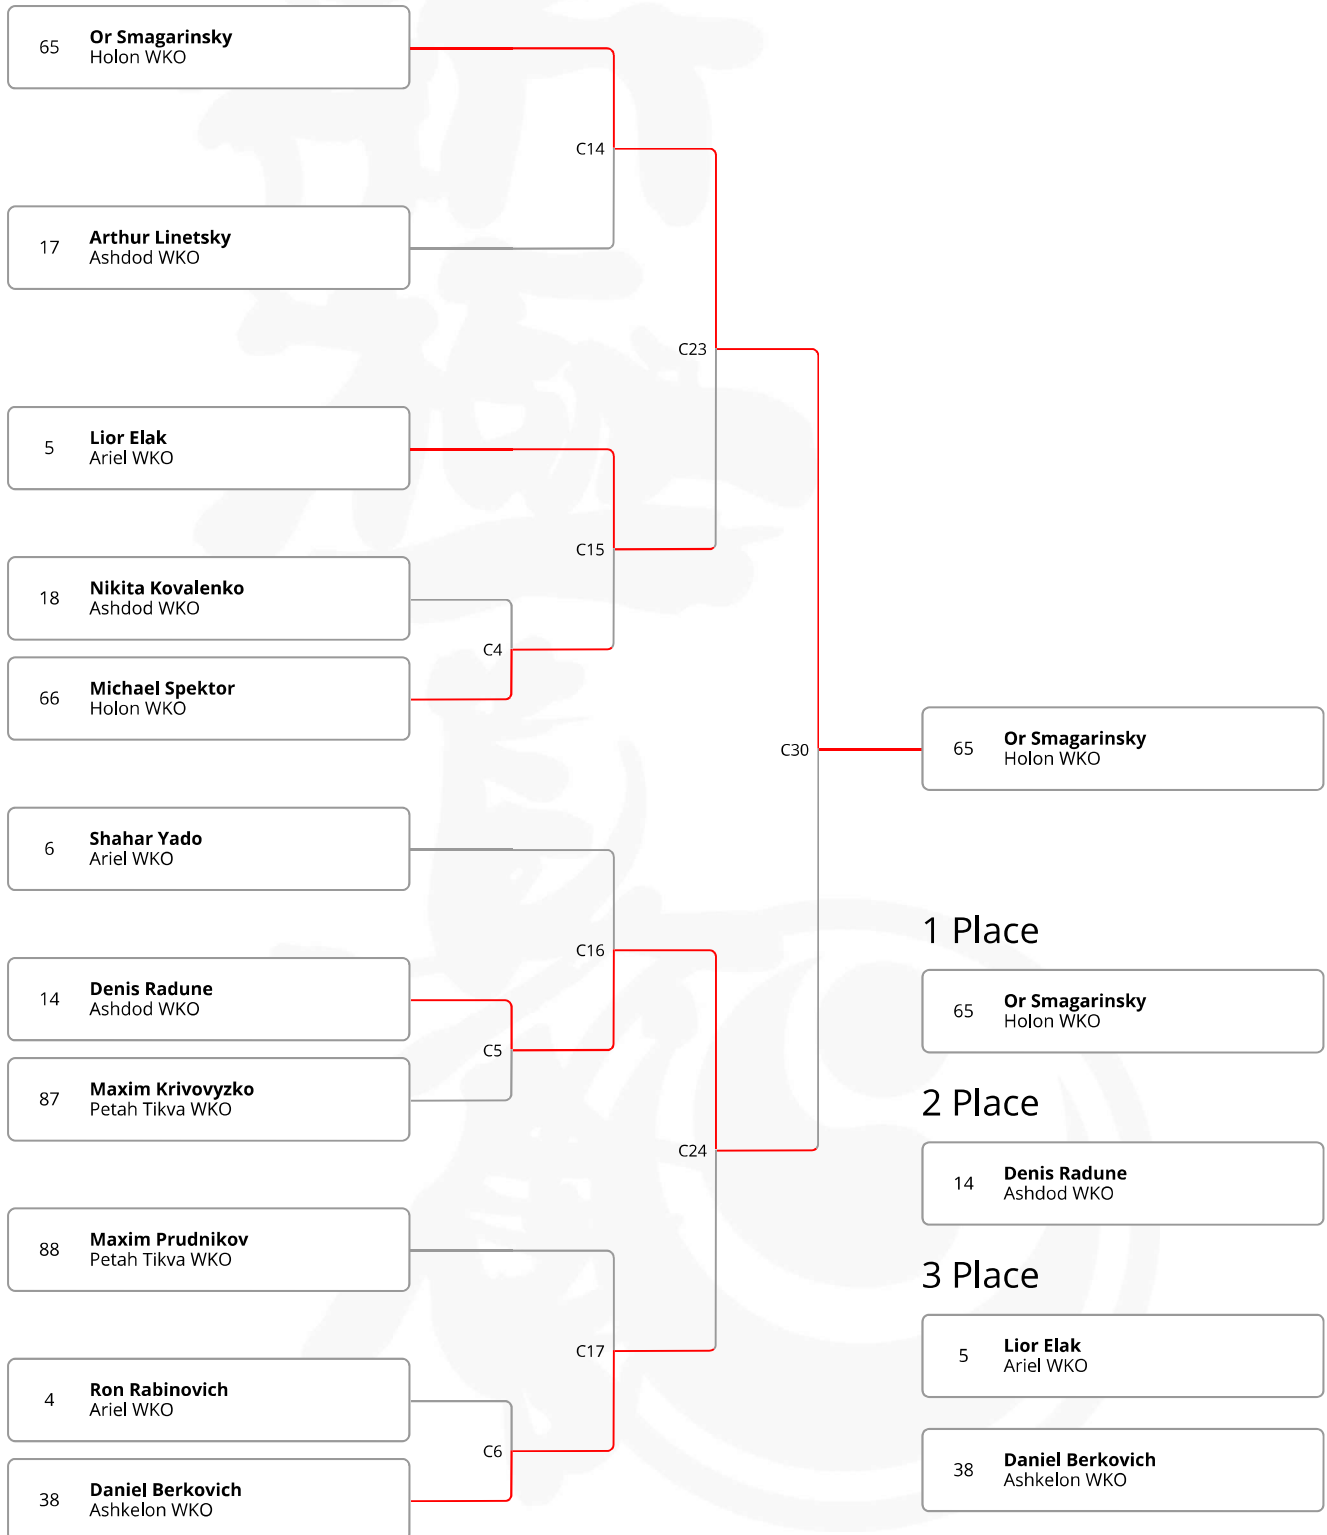 65
Or Smagarinsky
Holon WKO
C14
17
Arthur Linetsky
Ashdod WKO
C23
5
Lior Elak
Ariel WKO
C15
18
Nikita Kovalenko
Ashdod WKO
C4
66
Michael Spektor
Holon WKO
C30
65
Or Smagarinsky
Holon WKO
6
Shahar Yado
Ariel WKO
C16
14
Denis Radune
Ashdod WKO
C5
87
Maxim Krivovyzko
Petah Tikva WKO
C24
88
Maxim Prudnikov
Petah Tikva WKO
C17
4
Ron Rabinovich
Ariel WKO
C6
38
Daniel Berkovich
Ashkelon WKO
1 Place
65
Or Smagarinsky
Holon WKO
2 Place
14
Denis Radune
Ashdod WKO
3 Place
5
Lior Elak
Ariel WKO
38
Daniel Berkovich
Ashkelon WKO